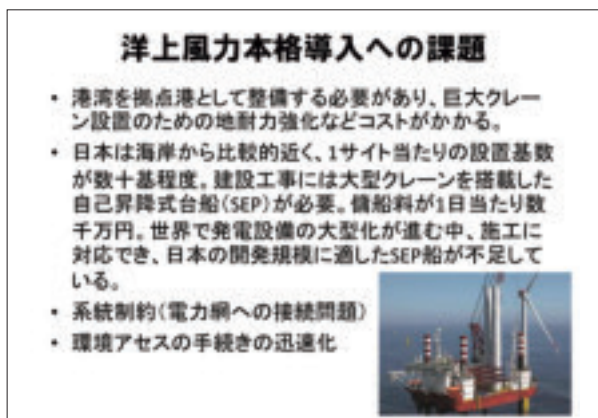 洋上風力本格導入への課題
• 港湾を拠点港として整備する必要があり、巨大クレー
ン設置のための地耐力強化などコストがかかる。
• 日本は海岸から比較的近く、1サイト当たりの設置基数
が数十基程度。建設工事には大型クレーンを搭載した
自己昇降式台船(SEP)が必要。傭船料が1日当たり数
千万円。世界で発電設備の大型化が進む中、施工に
対応でき、日本の開発規模に適したSEP船が不足して
いる。
• 系統制約(電力網への接続問題)
• 環境アセスの手続きの迅速化